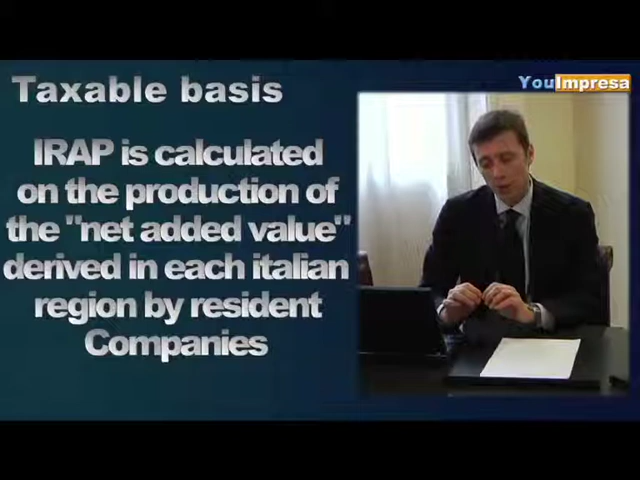 Taxable basis
YouImpresa
IRAP is calculated
on the production of
the "net added value"
derived in each italian
region by resident
Companies